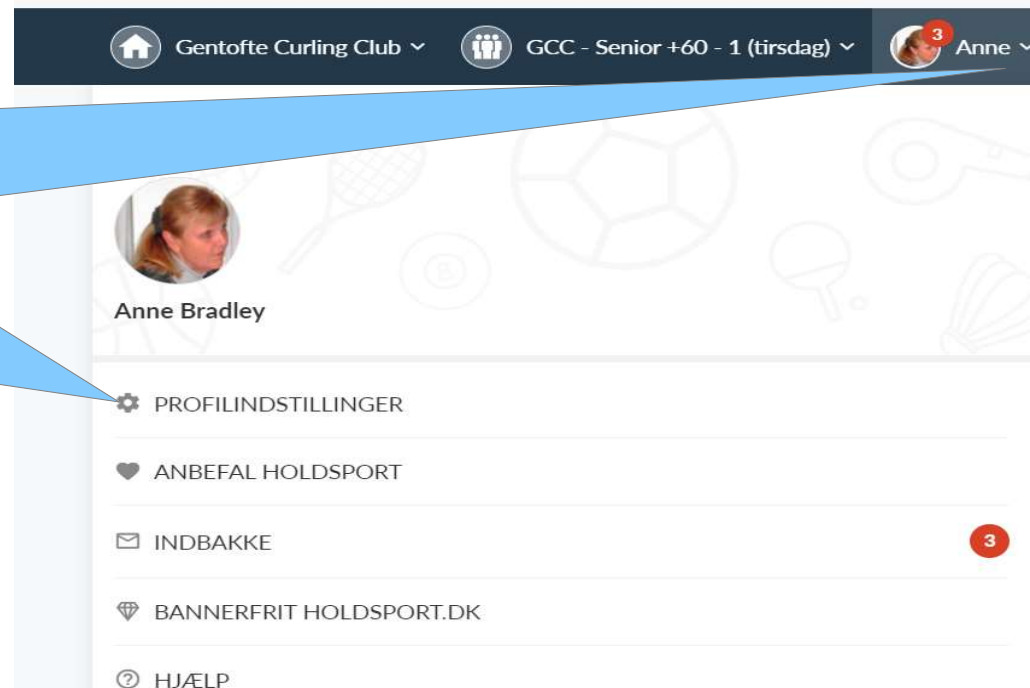 Gentofte Curling Club GCC - Senior +60 - 1 (tirsdag) 3 Anne
Anne Bradley
PROFILINDSTILLINGER
ANBEFAL HOLDSPORT
INDBAKKE 3
BANNERFRIT HOLDSPORT.DK
HJÆLP